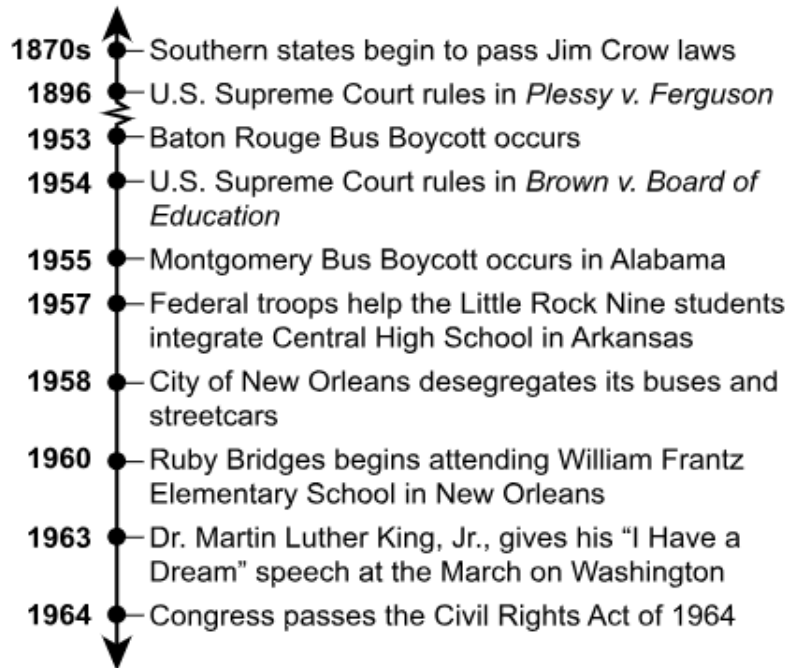 1870s Southern states begin to pass Jim Crow laws
1896 U.S. Supreme Court rules in Plessy v. Ferguson
1953 Baton Rouge Bus Boycott occurs
1954 U.S. Supreme Court rules in Brown v. Board of
Education
1955 Montgomery Bus Boycott occurs in Alabama
1957 Federal troops help the Little Rock Nine students
integrate Central High School in Arkansas
1958 City of New Orleans desegregates its buses and
streetcars
1960 Ruby Bridges begins attending William Frantz
Elementary School in New Orleans
1963 Dr. Martin Luther King, Jr., gives his “I Have a
Dream” speech at the March on Washington
1964 Congress passes the Civil Rights Act of 1964